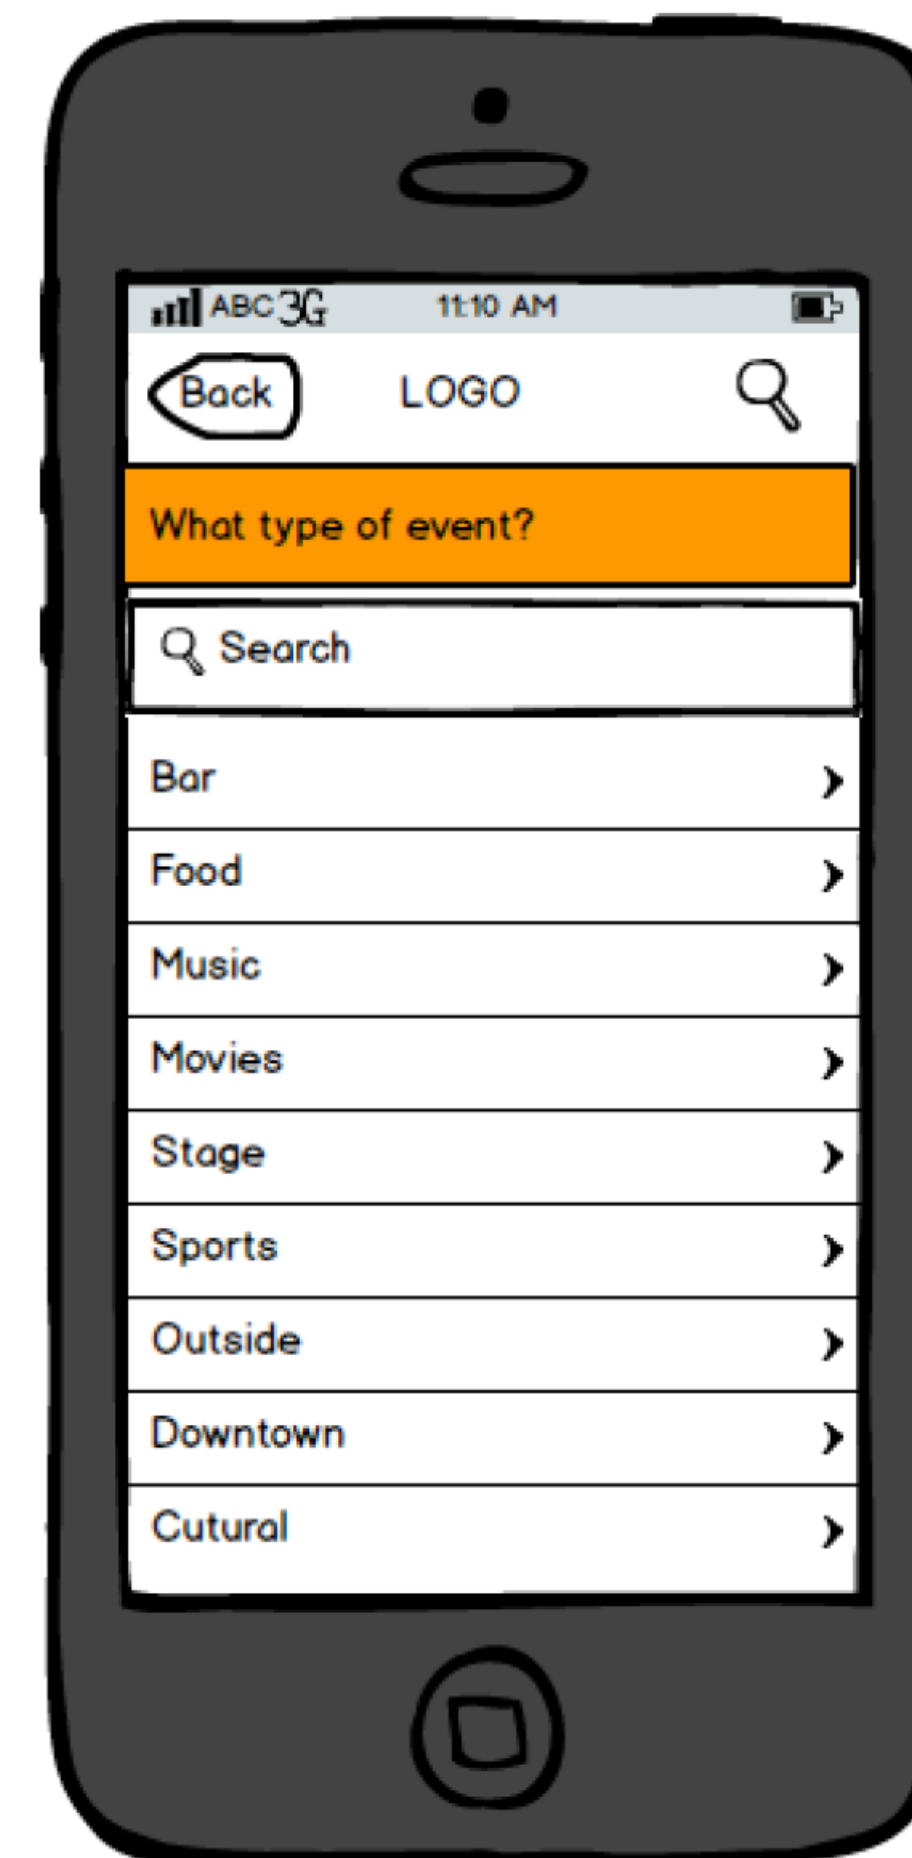 ABC 3G 11:10 AM
Back LOGO
What type of event?
Search
Bar
Food
Music
Movies
Stage
Sports
Outside
Downtown
Cutural